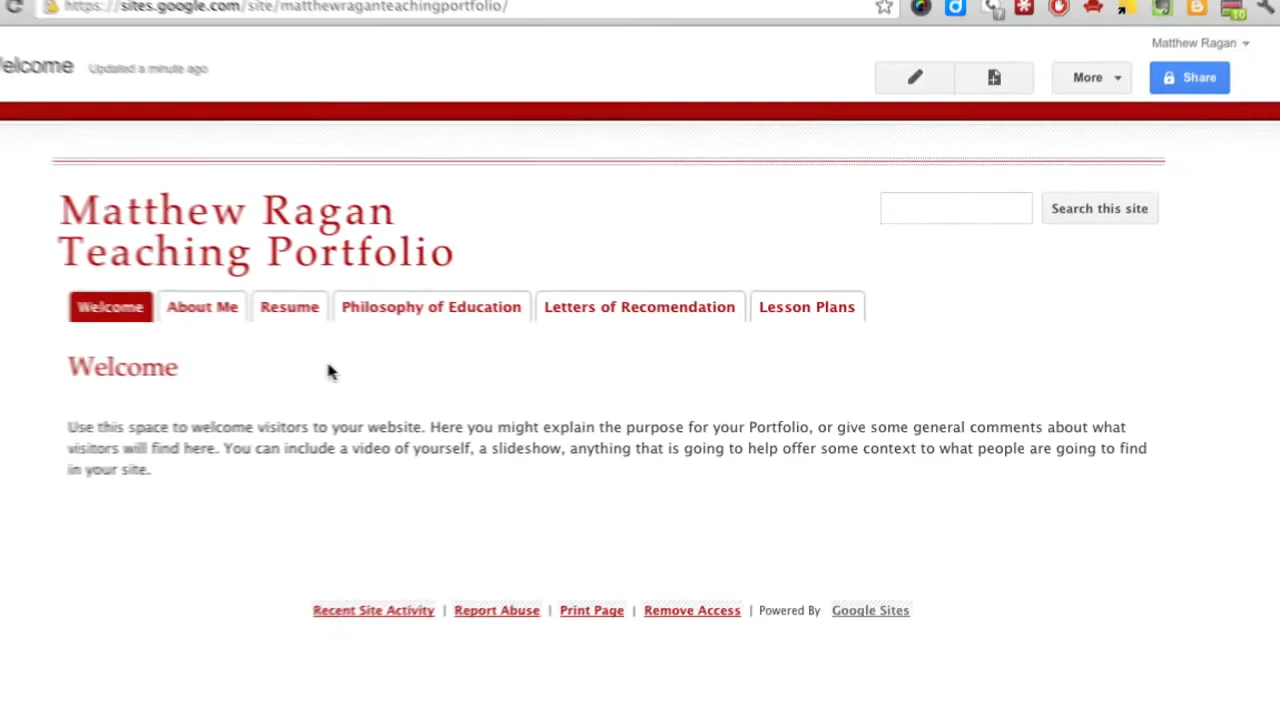 https://sites.google.com/site/matthewraganteachingportfolio/
Matthew Ragan
elcome Updated a minute ago
More Share
Matthew Ragan
Teaching Portfolio
Search this site
Welcome About Me Resume Philosophy of Education Letters of Recomendation Lesson Plans
Welcome
Use this space to welcome visitors to your website. Here you might explain the purpose for your Portfolio, or give some general comments about what
visitors will find here. You can include a video of yourself, a slideshow, anything that is going to help offer some context to what people are going to find
in your site.
Recent Site Activity | Report Abuse | Print Page | Remove Access | Powered By Google Sites